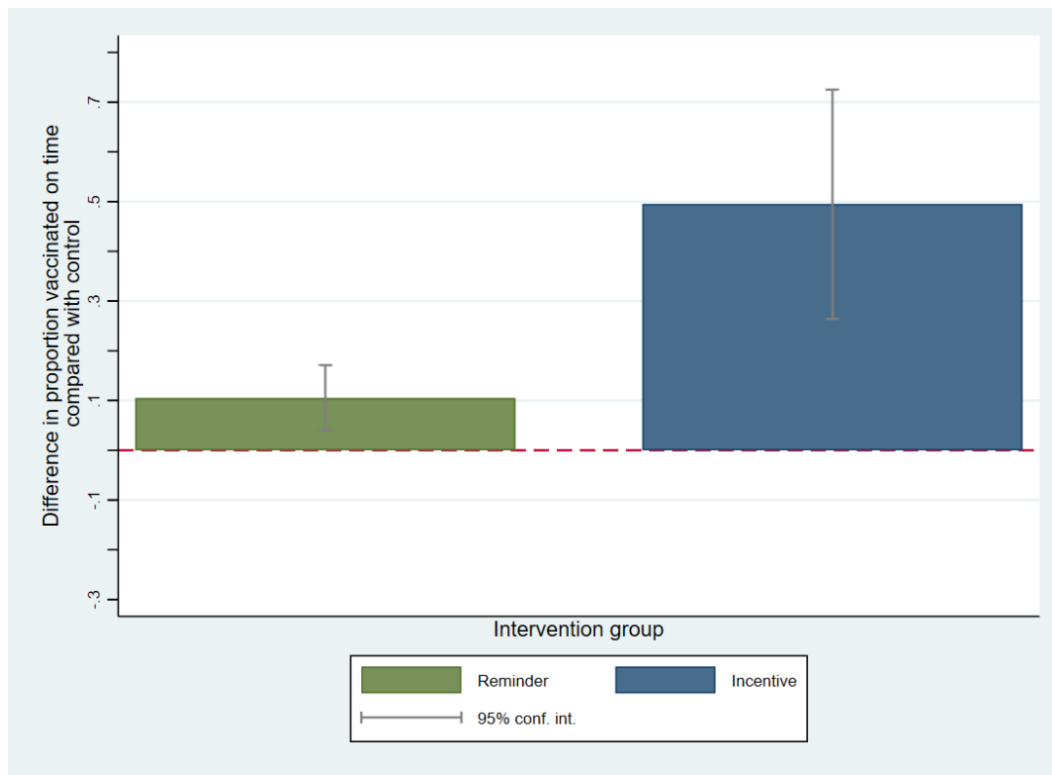 Difference in proportion vaccinated on time
compared with control
.7
.5
.3
.1
-.1
-.3
Intervention group
Reminder
Incentive
95% conf. int.